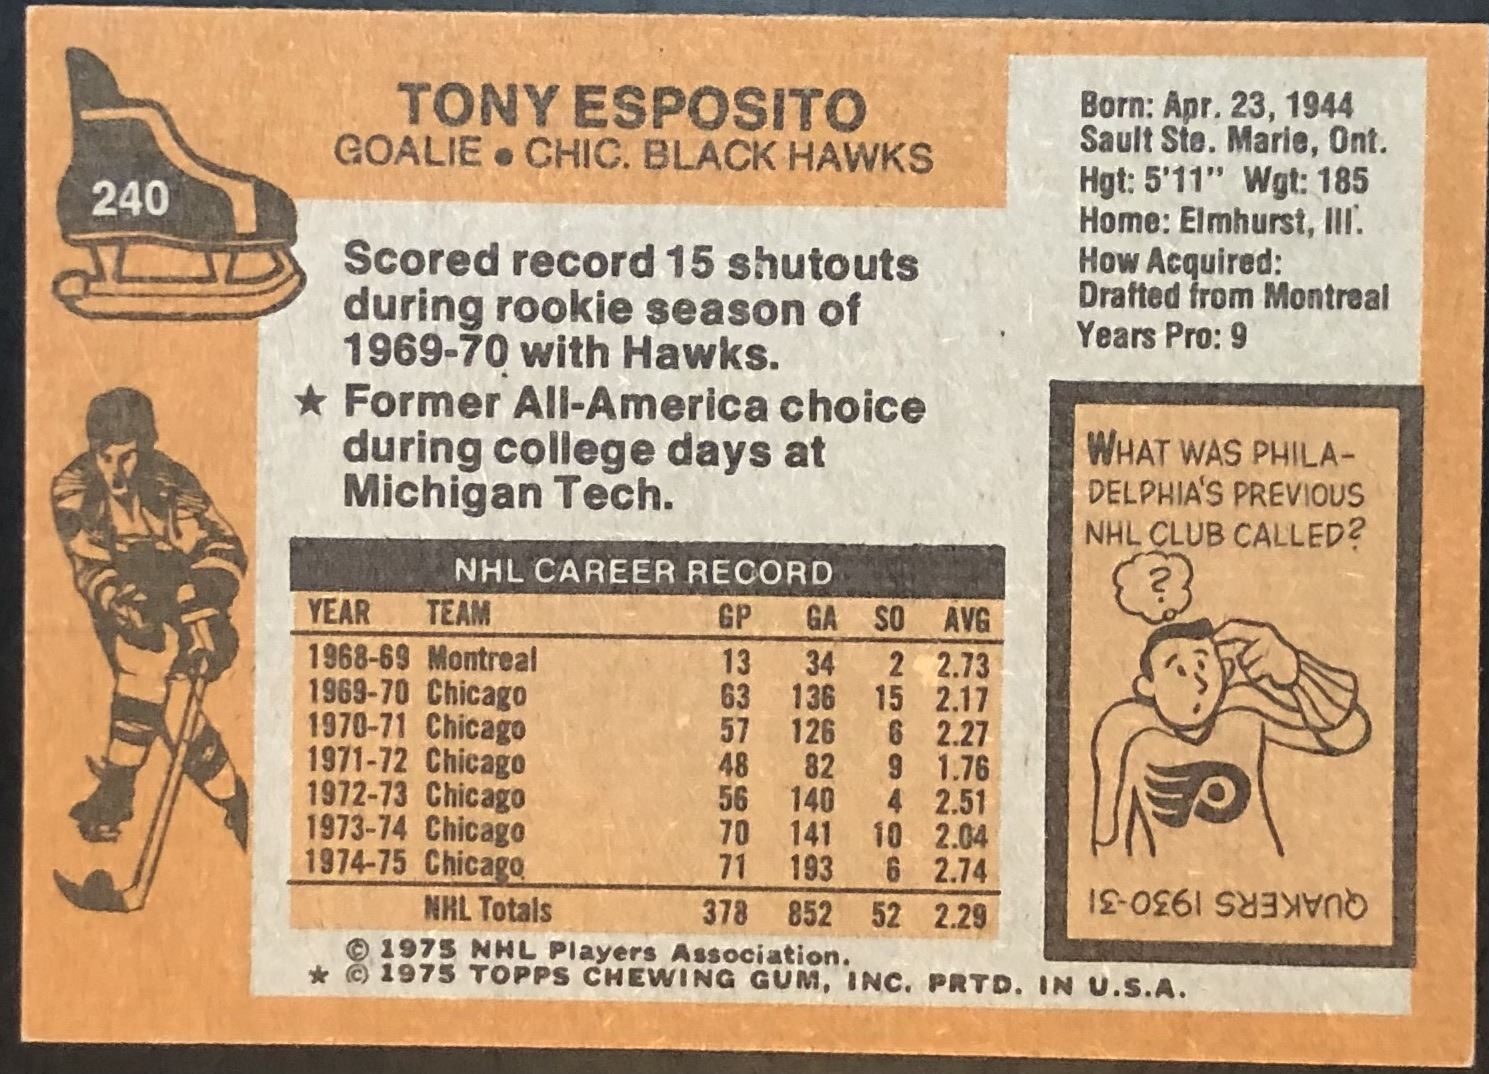 240
TONY ESPOSITO
GOALIE • CHIC. BLACK HAWKS
Born: Apr. 23, 1944
Sault Ste. Marie, Ont.
Hgt: 5'11" Wgt: 185
Home: Elmhurst, Ill.
How Acquired:
Drafted from Montreal
Years Pro: 9
Scored record 15 shutouts
during rookie season of
1969-70 with Hawks.
★ Former All-America choice
during college days at
Michigan Tech.
NHL CAREER RECORD
YEAR TEAM GP GA SO AVG
1968-69 Montreal 13 34 2 2.73
1969-70 Chicago 63 136 15 2.17
1970-71 Chicago 57 126 6 2.27
1971-72 Chicago 48 82 9 1.76
1972-73 Chicago 56 140 4 2.51
1973-74 Chicago 70 141 10 2.04
1974-75 Chicago 71 193 6 2.74
NHL Totals 378 852 52 2.29
© 1975 NHL Players Association.
★ © 1975 TOPPS CHEWING GUM, INC. PRTD. IN U.S.A.
WHAT WAS PHILA-
DELPHIA'S PREVIOUS
NHL CLUB CALLED?
?
QUAKERS 1930-31